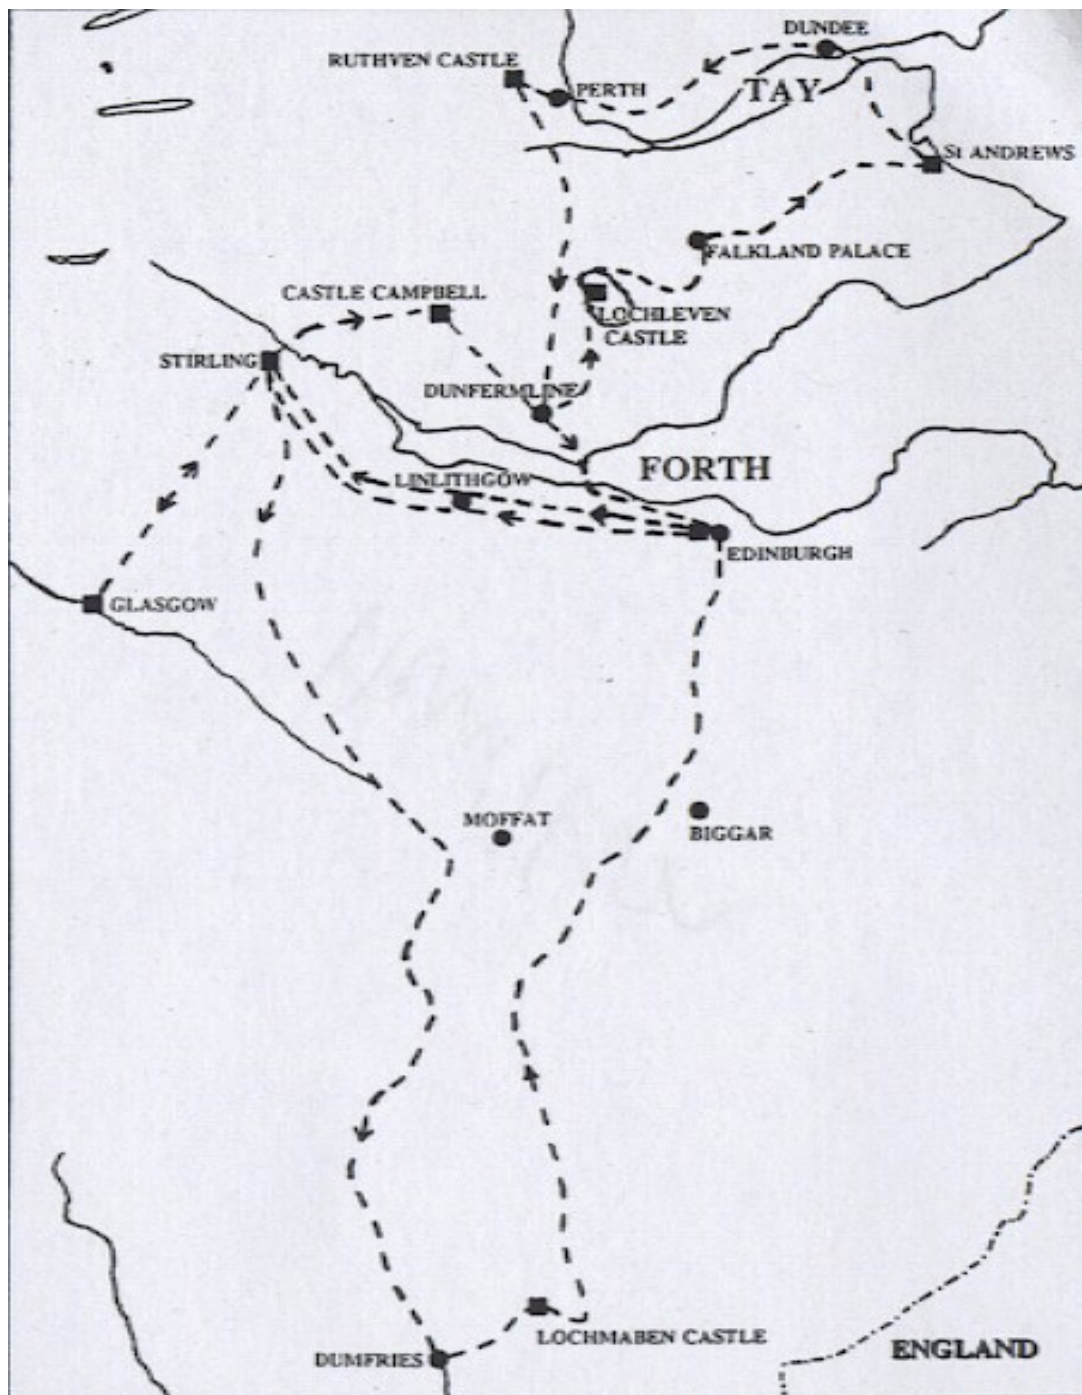 DUNDEE
RUTHVEN CASTLE
PERTH
TAY
St ANDREWS
FALKLAND PALACE
CASTLE CAMPBELL
LOCHLEVEN
CASTLE
STIRLING
DUNFERMLINE
FORTH
LINLITHGOW
EDINBURGH
GLASGOW
MOFFAT
BIGGAR
LOCHMABEN CASTLE
ENGLAND
DUMFRIES